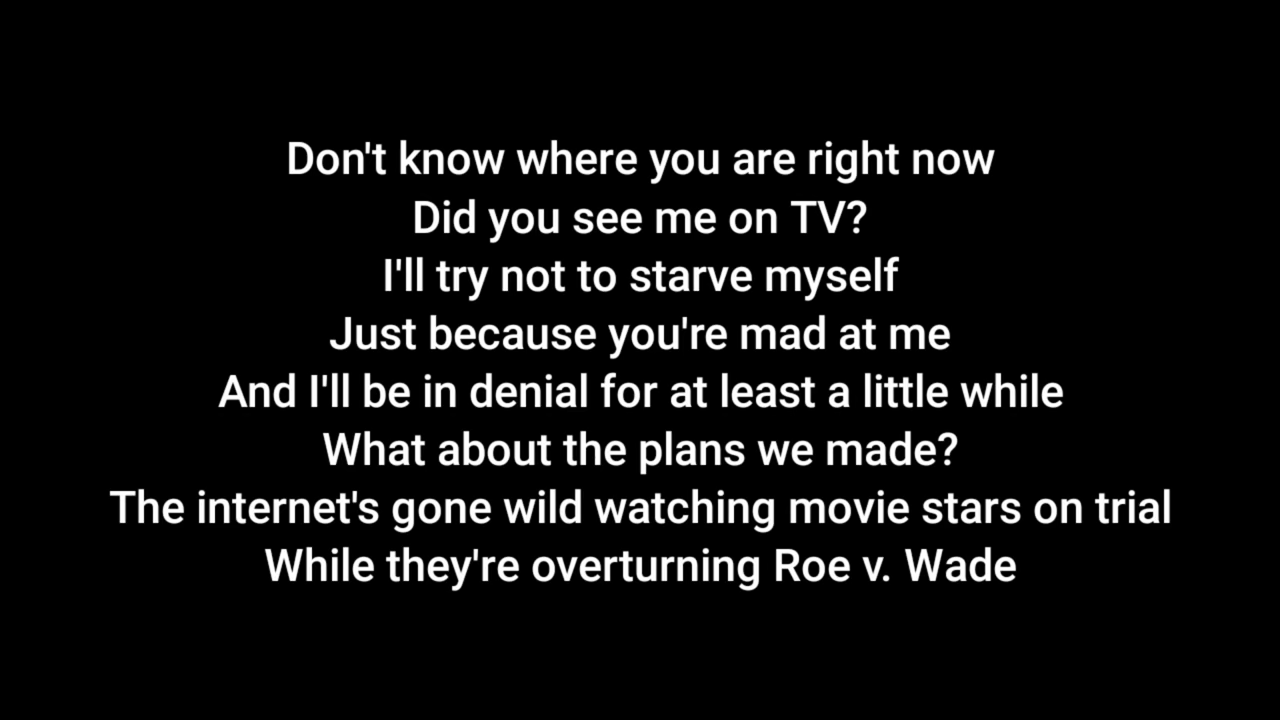 Don't know where you are right now
Did you see me on TV?
I'll try not to starve myself
Just because you're mad at me
And I'll be in denial for at least a little while
What about the plans we made?
The internet's gone wild watching movie stars on trial
While they're overturning Roe v. Wade